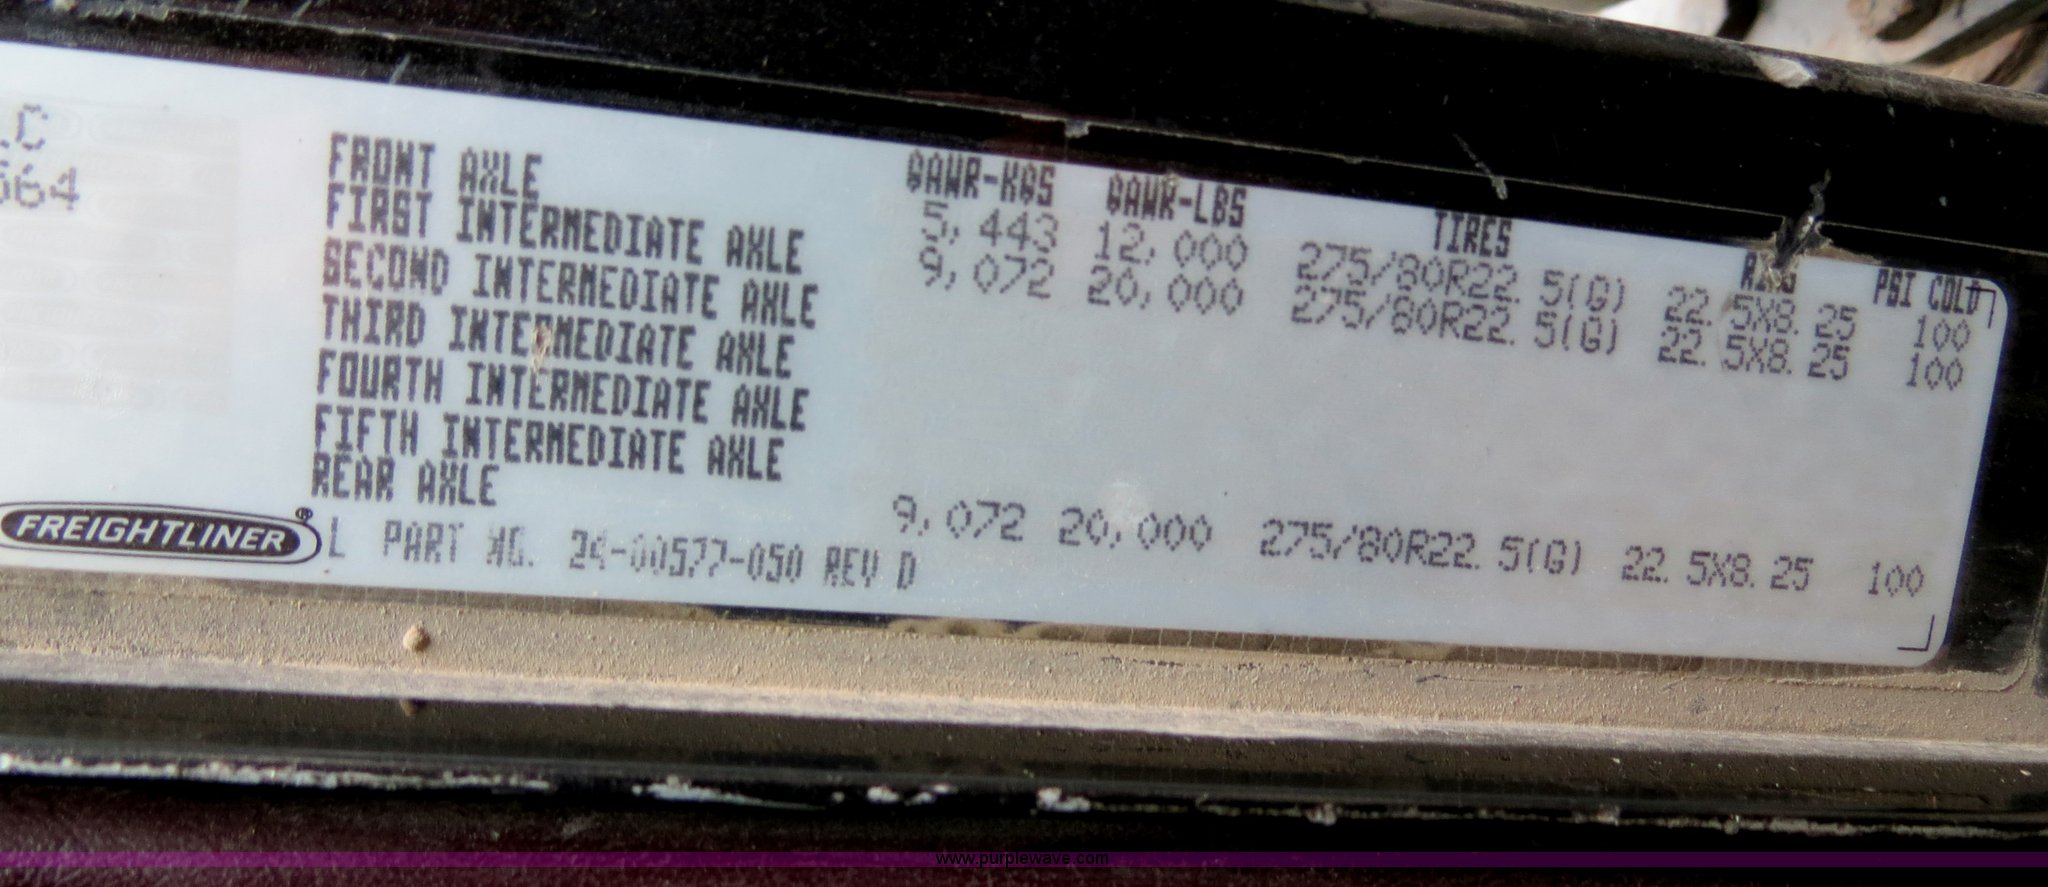 .C
564
FRONT AXLE
FIRST INTERMEDIATE AXLE
SECOND INTERMEDIATE AXLE
THIRD INTERMEDIATE AXLE
FOURTH INTERMEDIATE AXLE
FIFTH INTERMEDIATE AXLE
REAR AXLE
GAWR-KGS GAWR-LBS TIRES RIMS PSI COLD
5,443 12,000 275/80R22.5(G) 22.5X8.25 100
9,072 20,000 275/80R22.5(G) 22.5X8.25 100
9,072 20,000 275/80R22.5(G) 22.5X8.25 100
FREIGHTLINER®
L PART NO. 24-00577-050 REV D
www.purplewave.com